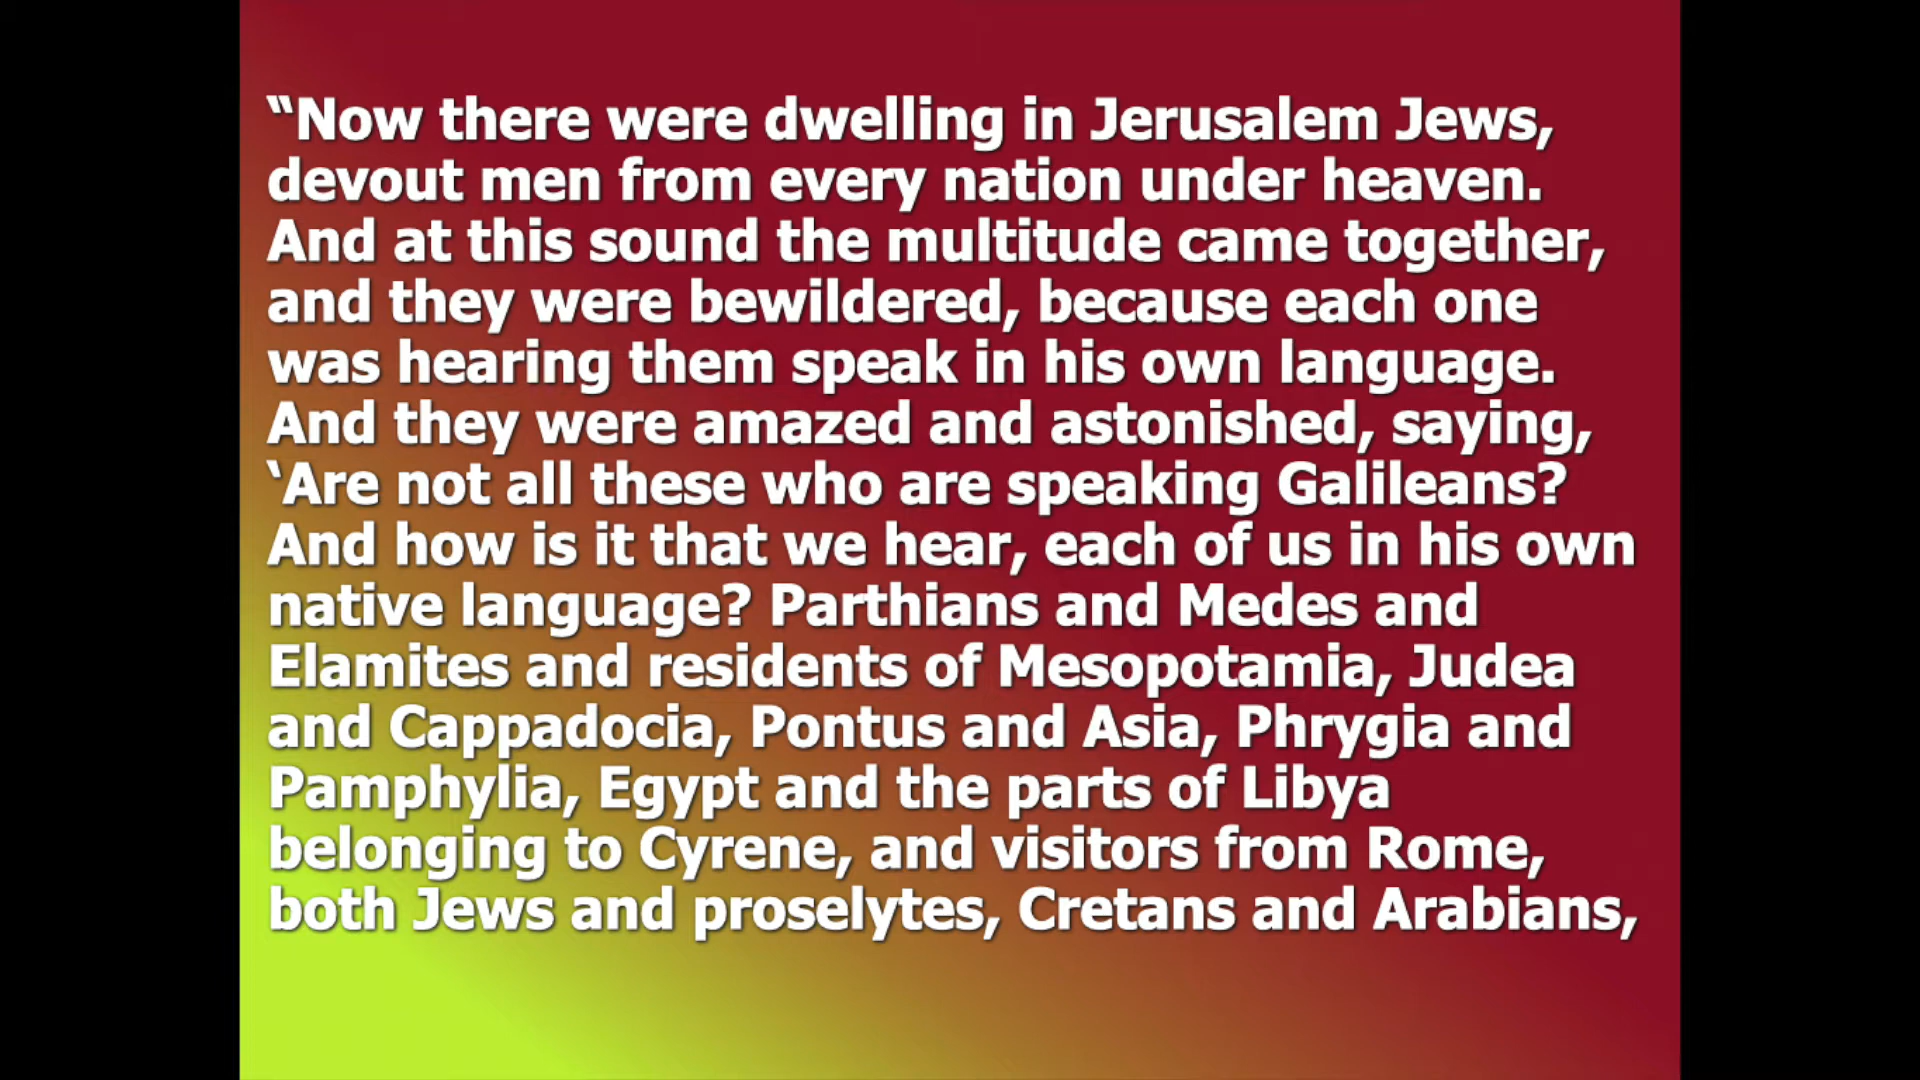 “Now there were dwelling in Jerusalem Jews,
devout men from every nation under heaven.
And at this sound the multitude came together,
and they were bewildered, because each one
was hearing them speak in his own language.
And they were amazed and astonished, saying,
‘Are not all these who are speaking Galileans?
And how is it that we hear, each of us in his own
native language? Parthians and Medes and
Elamites and residents of Mesopotamia, Judea
and Cappadocia, Pontus and Asia, Phrygia and
Pamphylia, Egypt and the parts of Libya
belonging to Cyrene, and visitors from Rome,
both Jews and proselytes, Cretans and Arabians,